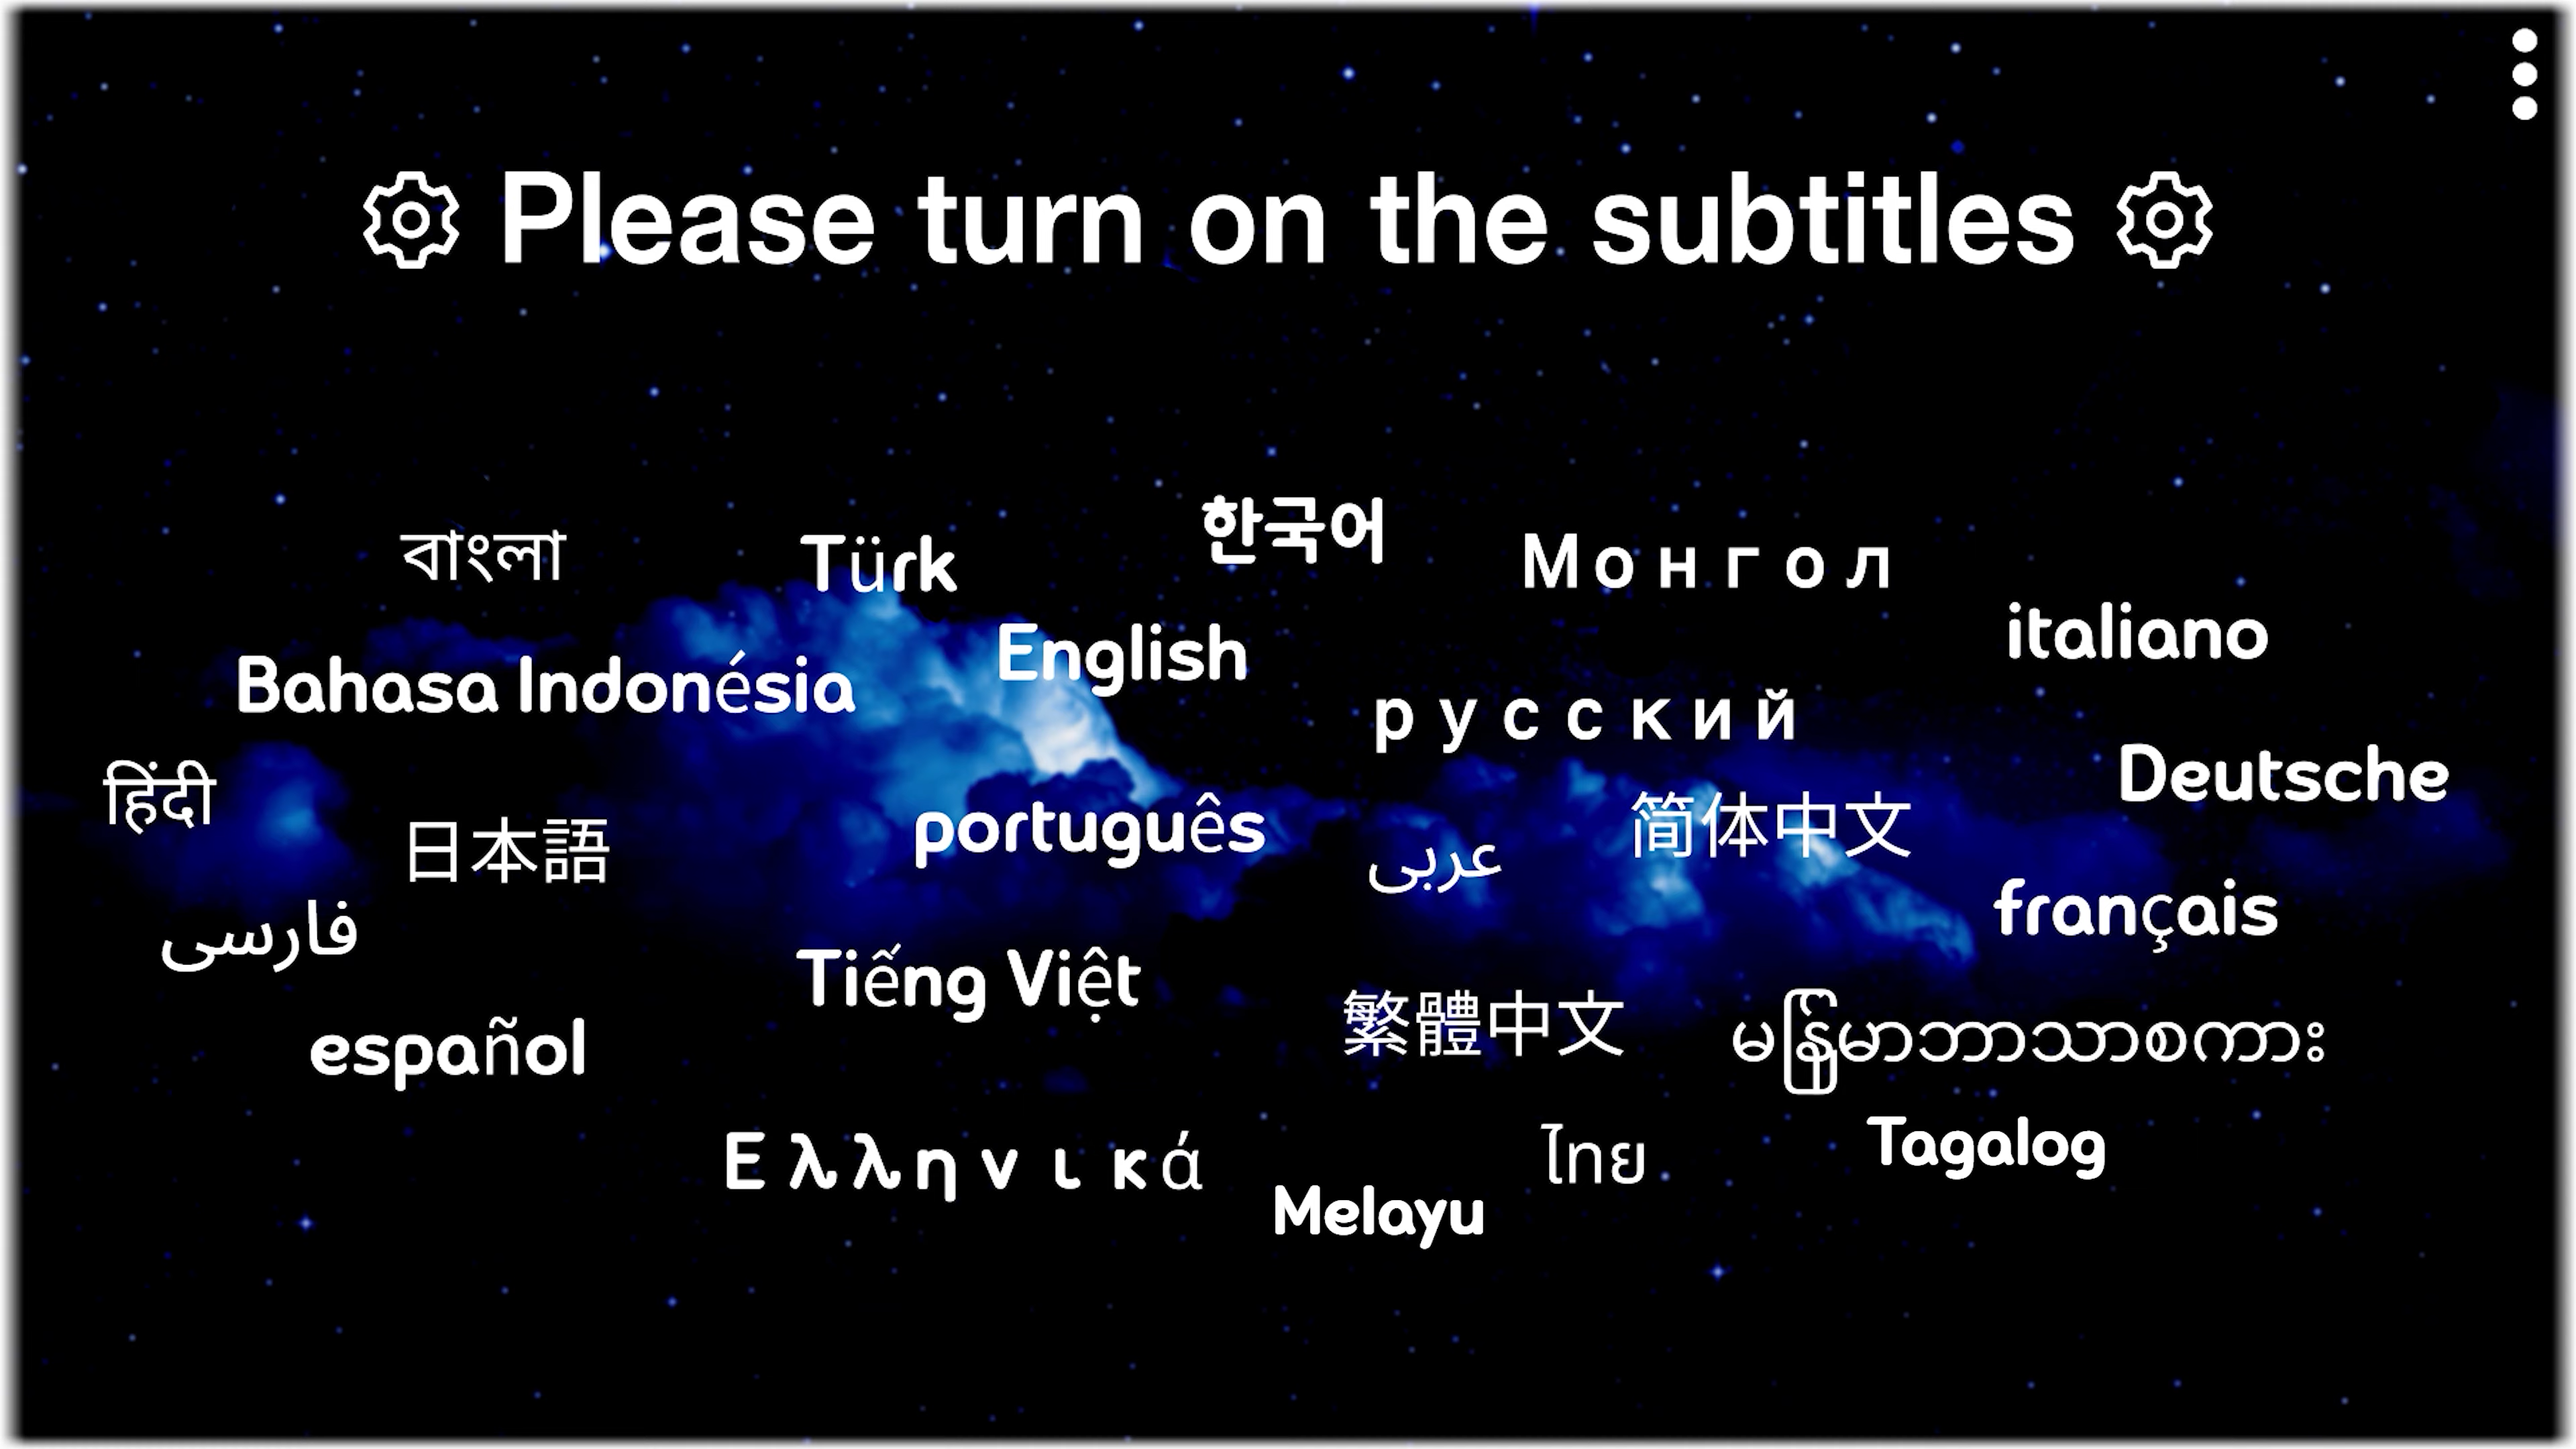 Please turn on the subtitles
한국어
বাংলা
Türk
Монгол
italiano
English
Bahasa Indonésia
русский
Deutsche
हिंदी
português
简体中文
日本語
عربى
français
فارسی
Tiếng Việt
繁體中文
မြန်မာဘာသာစကား
español
Tagalog
Ελληνικά
ไทย
Melayu